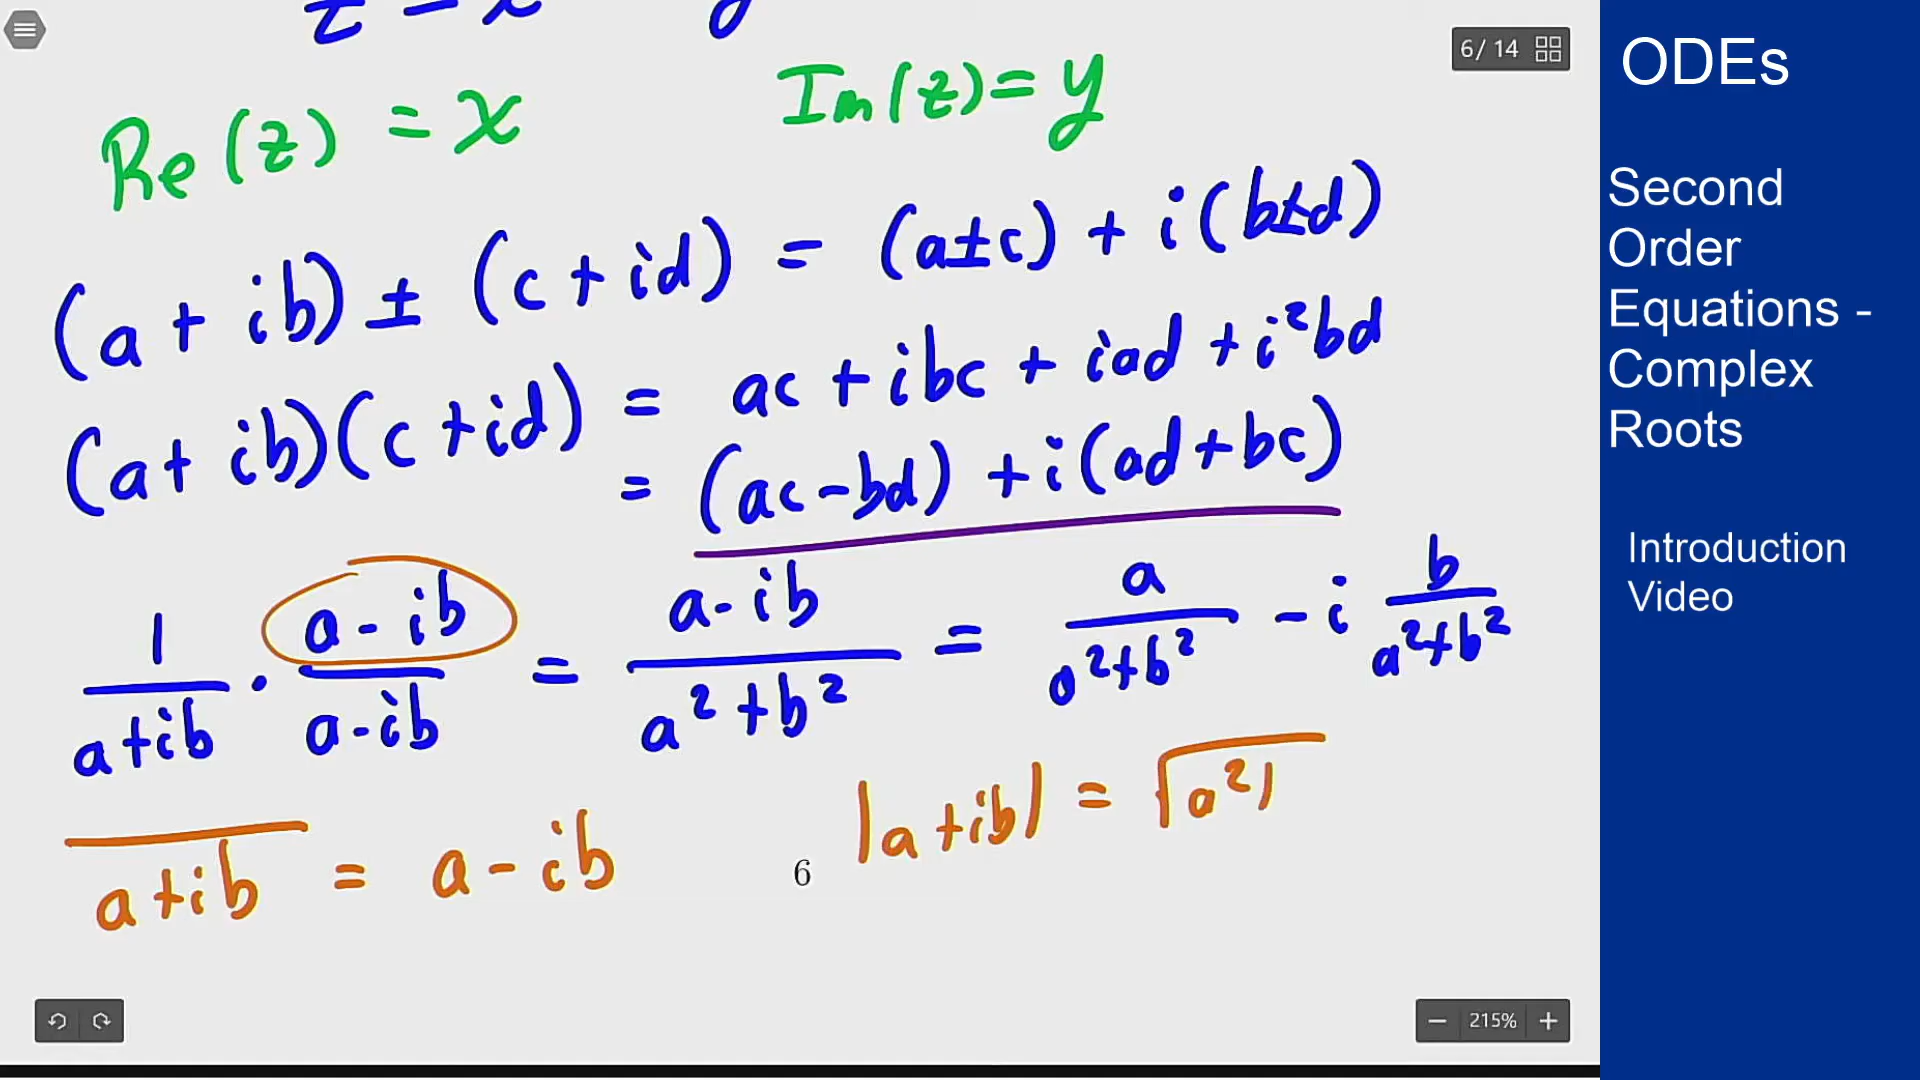 6 / 14
Re(z) = x
Im(z) = y
(a + ib) ± (c + id) = (a±c) + i(b±d)
(a + ib)(c + id) = ac + ibc + iad + i²bd
= (ac - bd) + i(ad + bc)
1/(a+ib) · (a - ib)/(a - ib) = (a - ib)/(a² + b²) = a/(a² + b²) - i b/(a² + b²)
|a + ib| = √a²
\overline{a+ib} = a - ib
6
215%
ODEs
Second
Order
Equations -
Complex
Roots
Introduction
Video